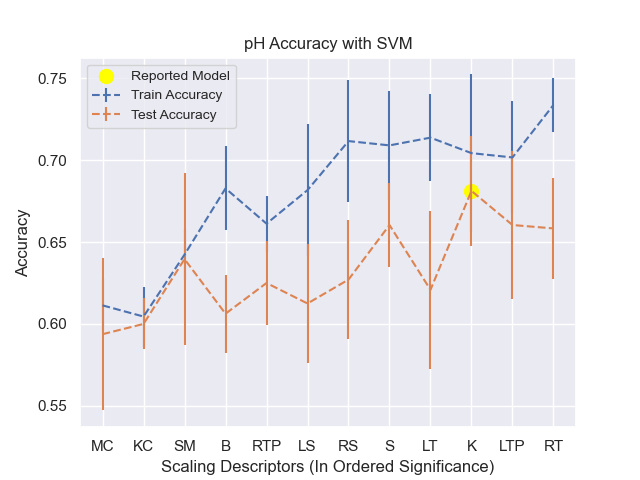 pH Accuracy with SVM
Reported Model
Train Accuracy
Test Accuracy
Accuracy
0.75
0.70
0.65
0.60
0.55
MC KC SM B RTP LS RS S LT K LTP RT
Scaling Descriptors (In Ordered Significance)